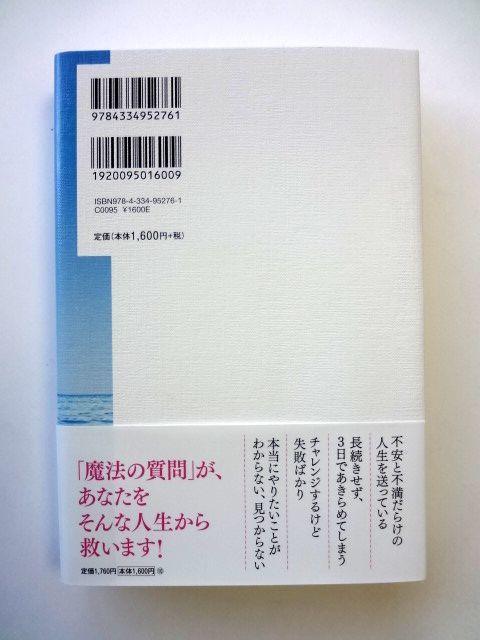 9784334952761
1920095016009
ISBN978-4-334-95276-1
C0095 ¥1600E
定価(本体1,600円+税)
不安と不満だらけの
人生を送っている
長続きせず、
3日であきらめてしまう
チャレンジするけど
失敗ばかり
本当にやりたいことが
わからない、見つからない
「魔法の質問」が、
あなたを
そんな人生から
救います!
定価1,760円 本体1,600円 ⑩